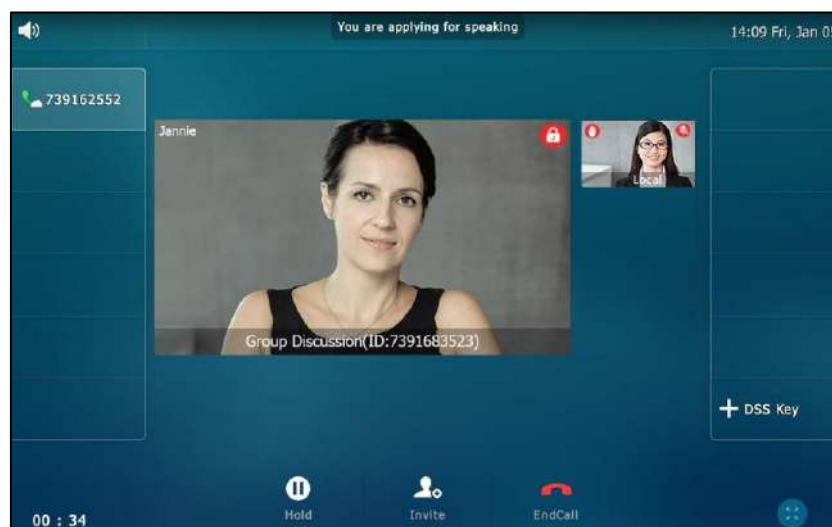 You are applying for speaking
14:09 Fri, Jan
739162552
Jannie
Local
Group Discussion(ID:7391683523)
DSS Key
Hold
Invite
EndCall
00 : 34